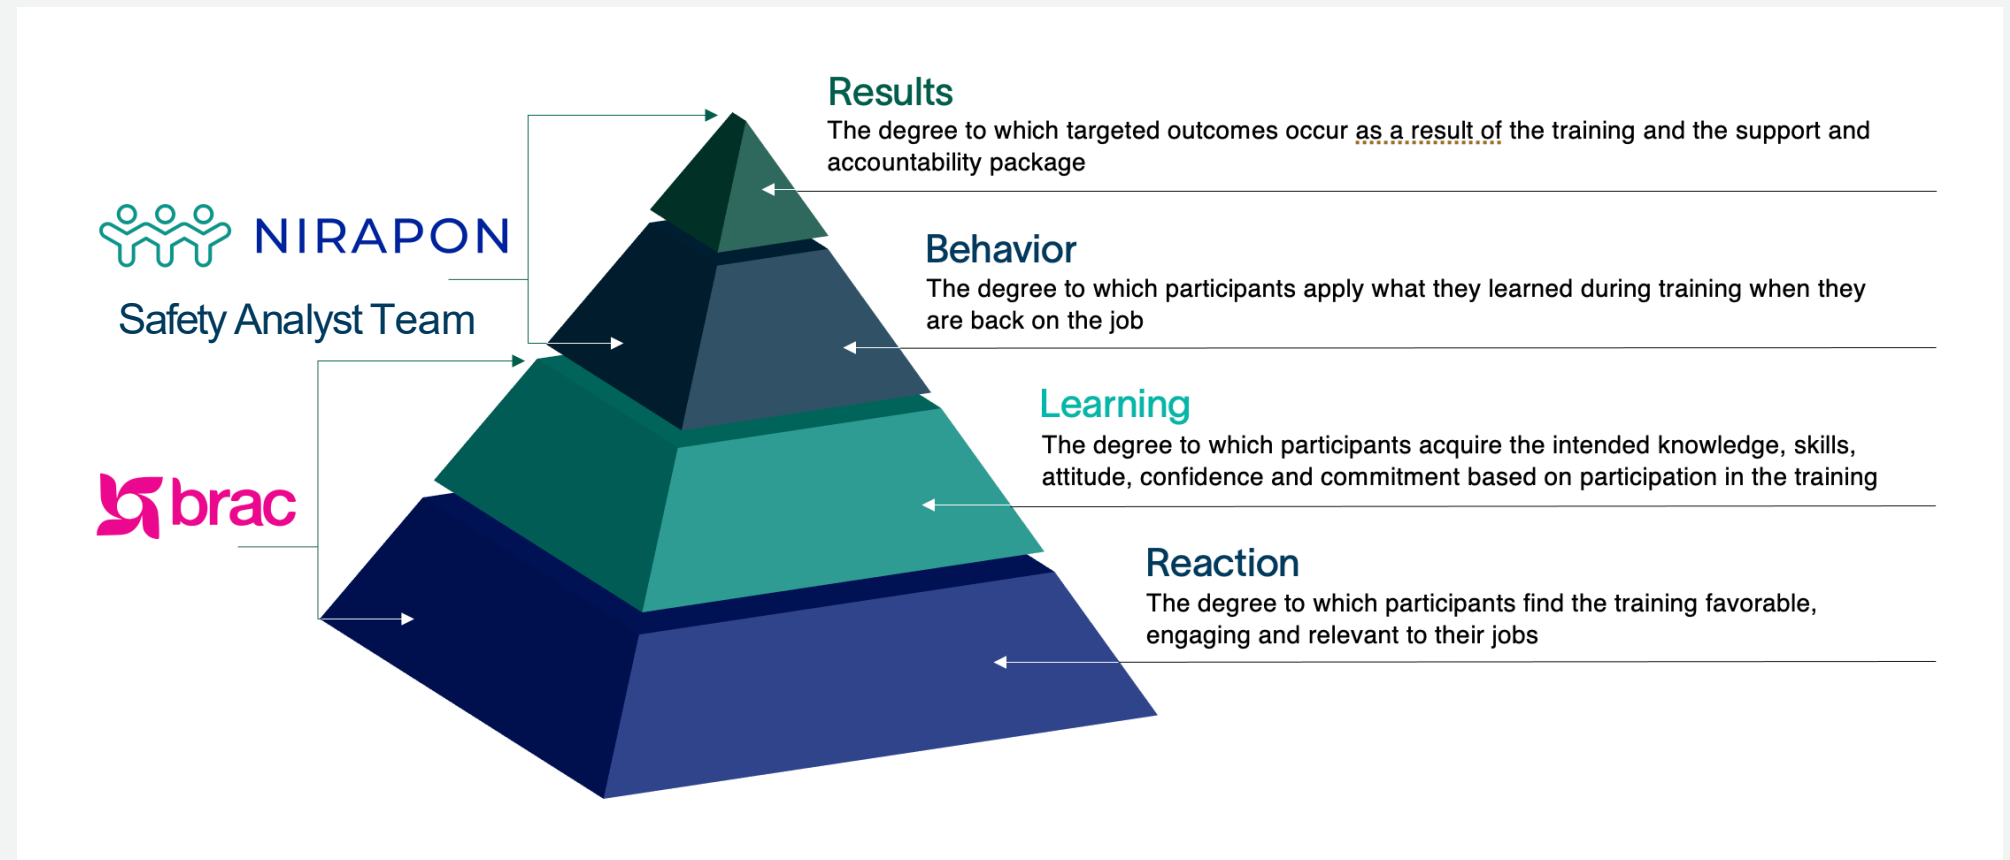 Results
The degree to which targeted outcomes occur as a result of the training and the support and
accountability package
NIRAPON
Safety Analyst Team
Behavior
The degree to which participants apply what they learned during training when they
are back on the job
Learning
The degree to which participants acquire the intended knowledge, skills,
attitude, confidence and commitment based on participation in the training
brac
Reaction
The degree to which participants find the training favorable,
engaging and relevant to their jobs